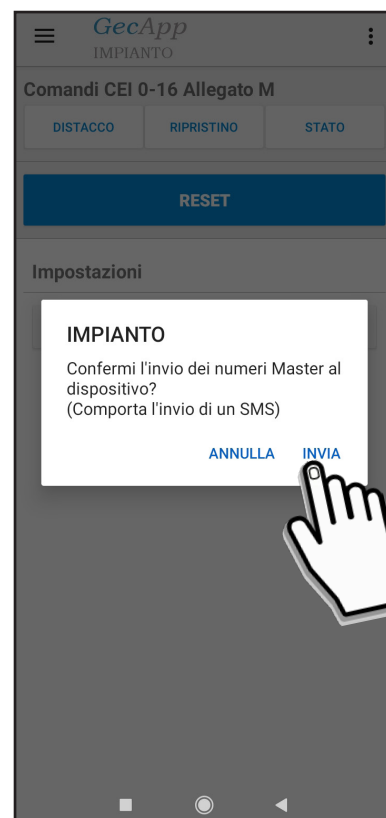 GecApp
IMPIANTO
Comandi CEI 0-16 Allegato M
DISTACCO RIPRISTINO STATO
RESET
Impostazioni
IMPIANTO
Confermi l'invio dei numeri Master al
dispositivo?
(Comporta l'invio di un SMS)
ANNULLA INVIA